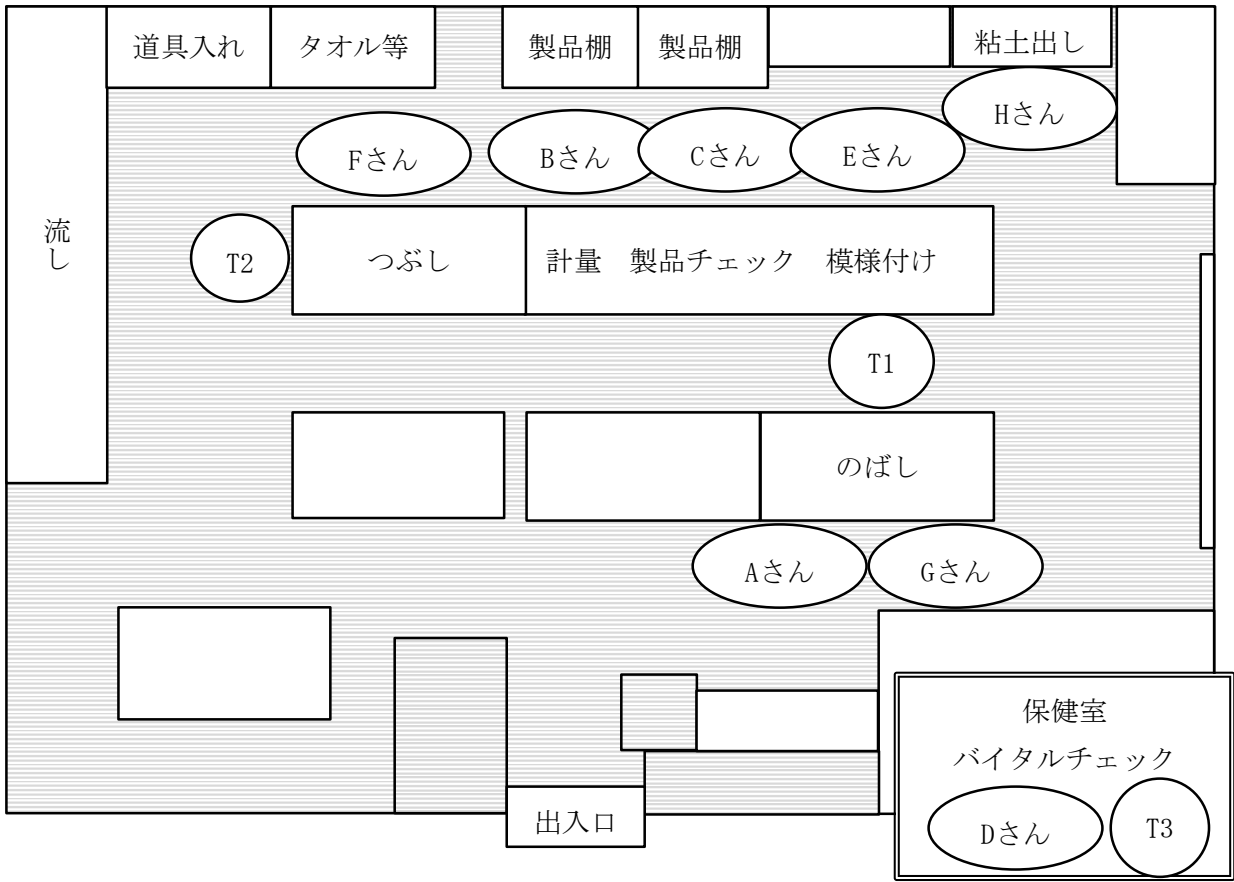 道具入れ
タオル等
製品棚
製品棚
粘土出し
Hさん
Fさん
Bさん
Cさん
Eさん
流し
T2
つぶし
計量　製品チェック　模様付け
T1
のばし
Aさん
Gさん
保健室
バイタルチェック
Dさん
T3
出入口